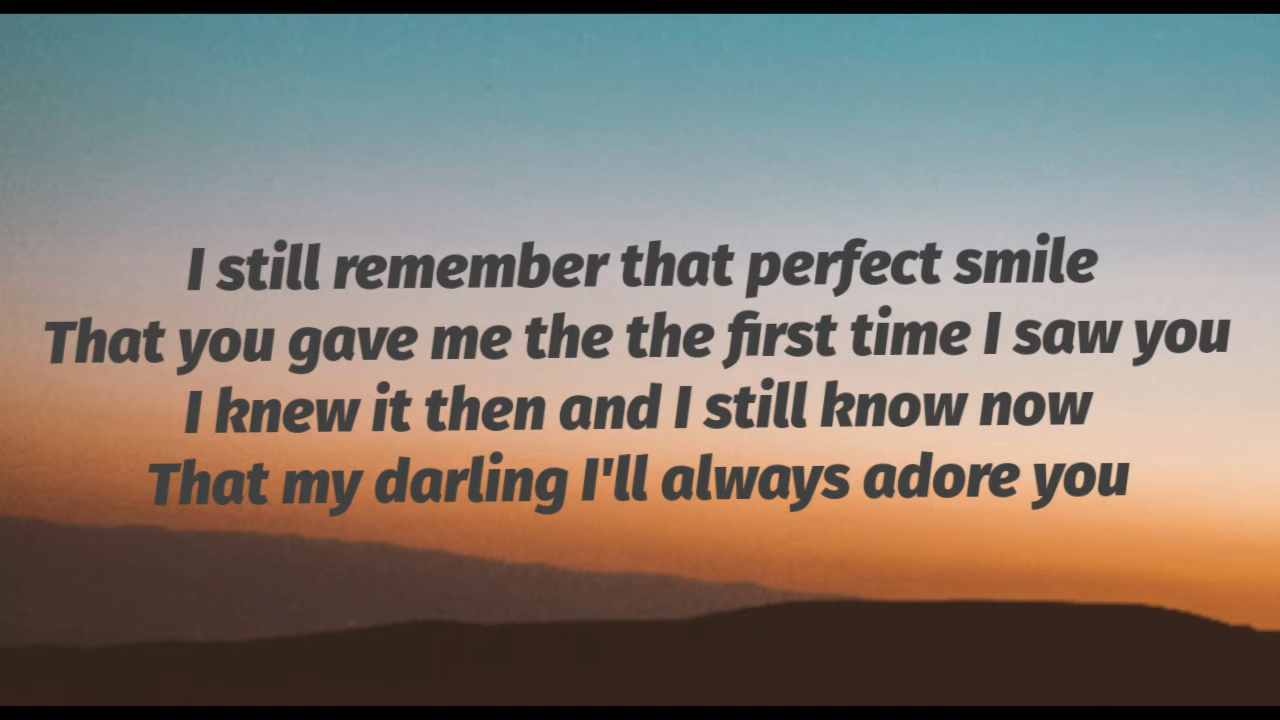 I still remember that perfect smile
That you gave me the the first time I saw you
I knew it then and I still know now
That my darling I'll always adore you